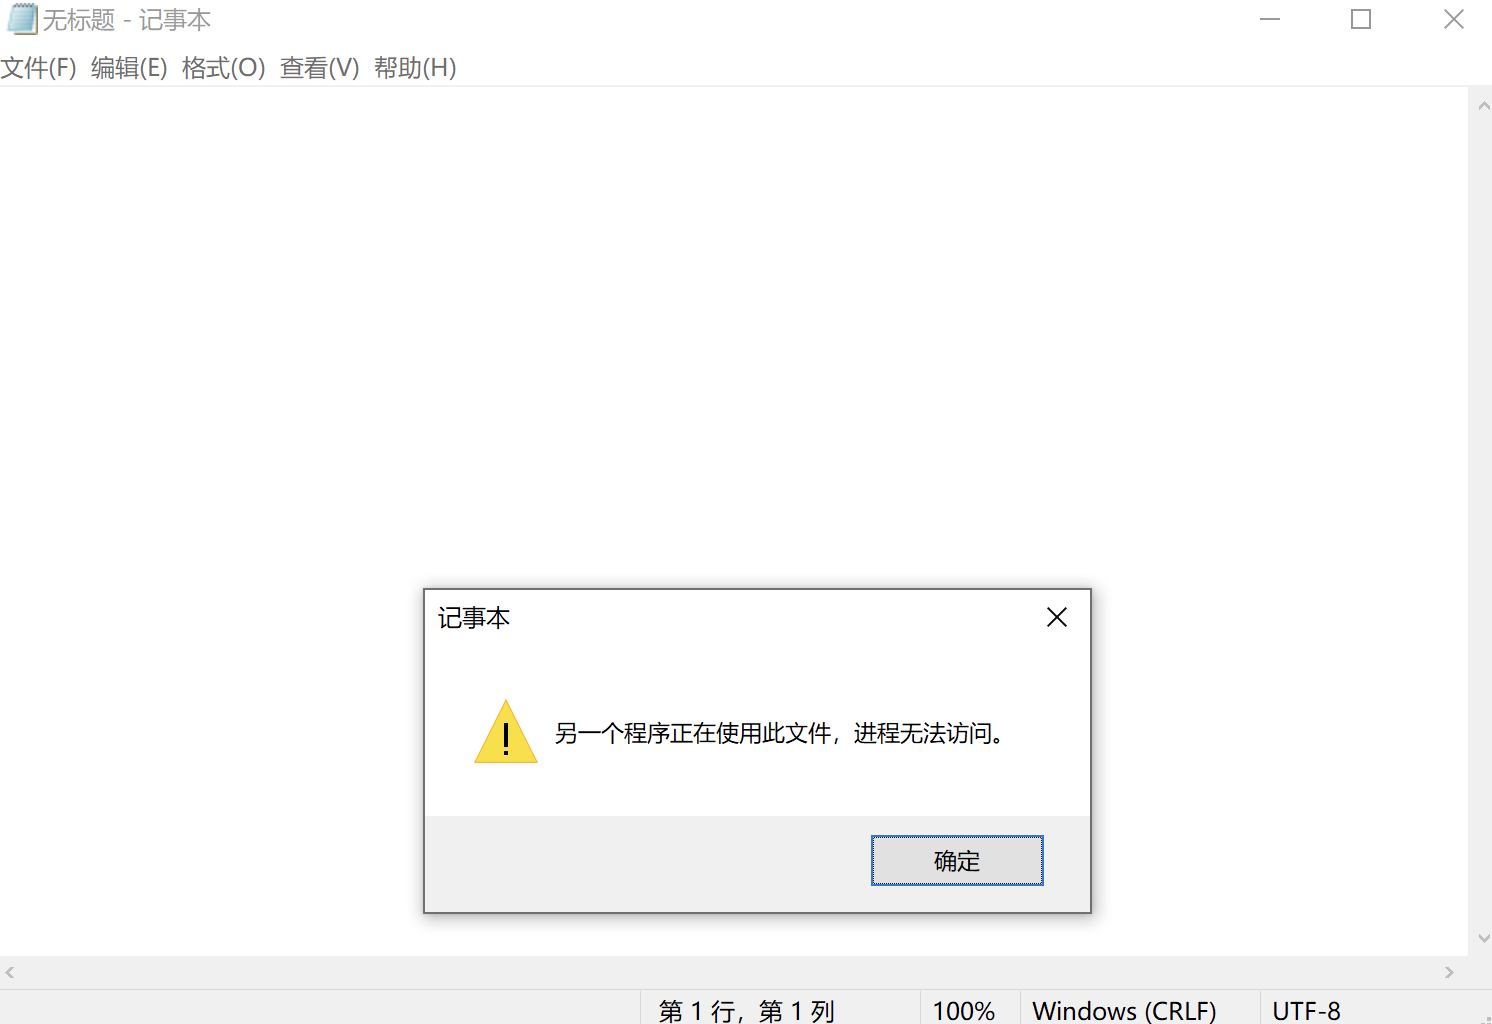 无标题 - 记事本
文件(F) 编辑(E) 格式(O) 查看(V) 帮助(H)
记事本
另一个程序正在使用此文件，进程无法访问。
确定
第 1 行，第 1 列 100% Windows (CRLF) UTF-8